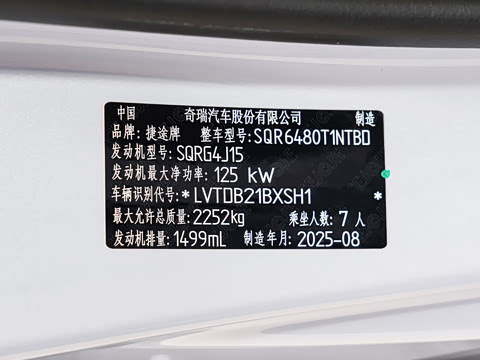 中国 奇瑞汽车股份有限公司 制造
品牌: 捷途牌 整车型号: SQR6480T1NTBD
发动机型号: SQRG4J15
发动机最大净功率: 125 kW
车辆识别代号: *LVTDB21BXSH1 *
最大允许总质量: 2252kg 乘坐人数: 7 人
发动机排量: 1499mL 制造年月: 2025-08